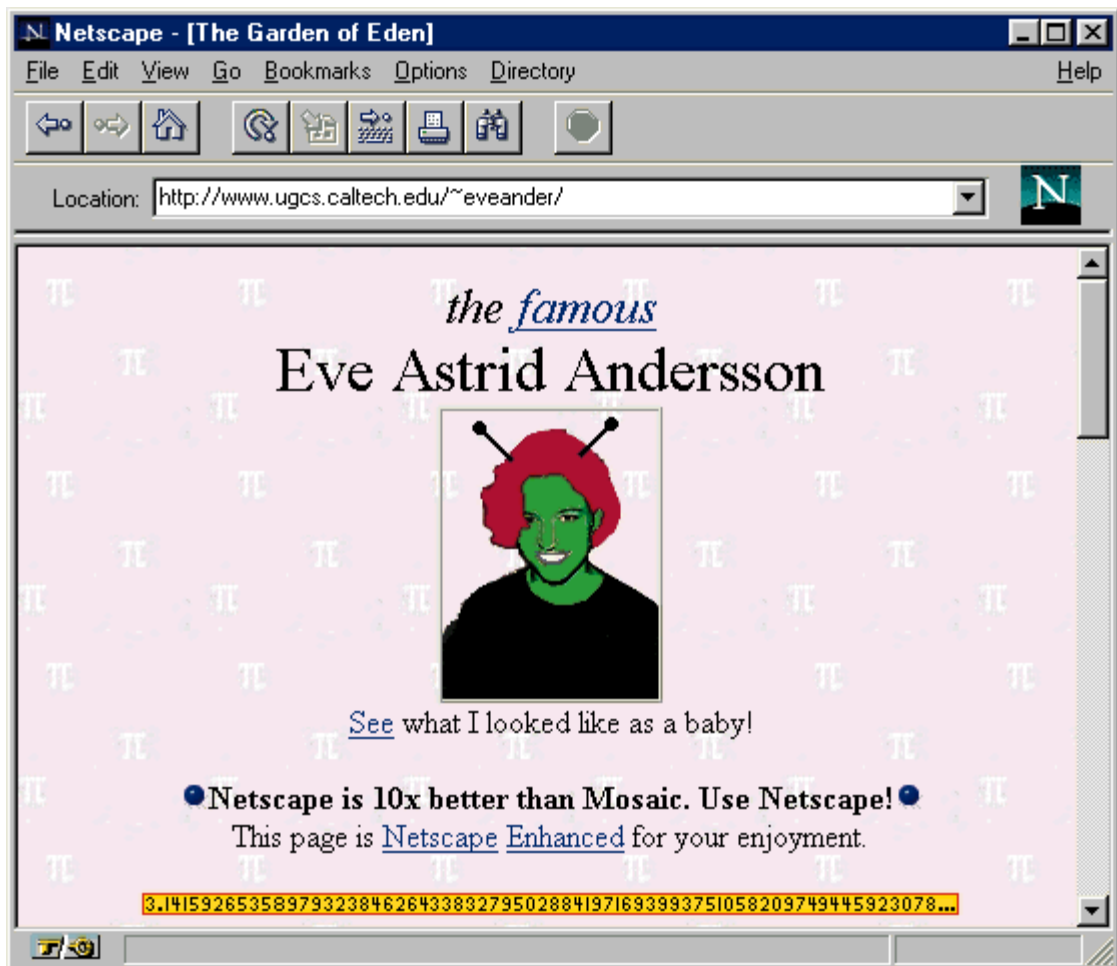 N Netscape - [The Garden of Eden]
File Edit View Go Bookmarks Options Directory Help
Location: http://www.ugcs.caltech.edu/~eveander/ N
the famous
Eve Astrid Andersson
See what I looked like as a baby!
Netscape is 10x better than Mosaic. Use Netscape!
This page is Netscape Enhanced for your enjoyment.
3.1415926535897932384626433832795028841971693993751058209749445923078...